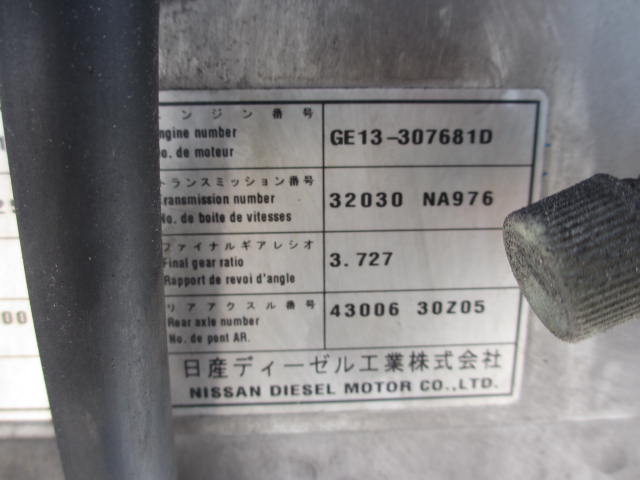 ンジン番号
ngine number
o. de moteur
GE13-307681D
トランスミッション番号
ransmission number
No. de boite de vitesses
32030 NA976
ファイナルギアレシオ
Final gear ratio
Rapport de revoi d'angle
3.727
リアアクスル番号
Rear axle number
No. de pont AR.
43006 30Z05
日産ディーゼル工業株式会社
NISSAN DIESEL MOTOR CO.,LTD.